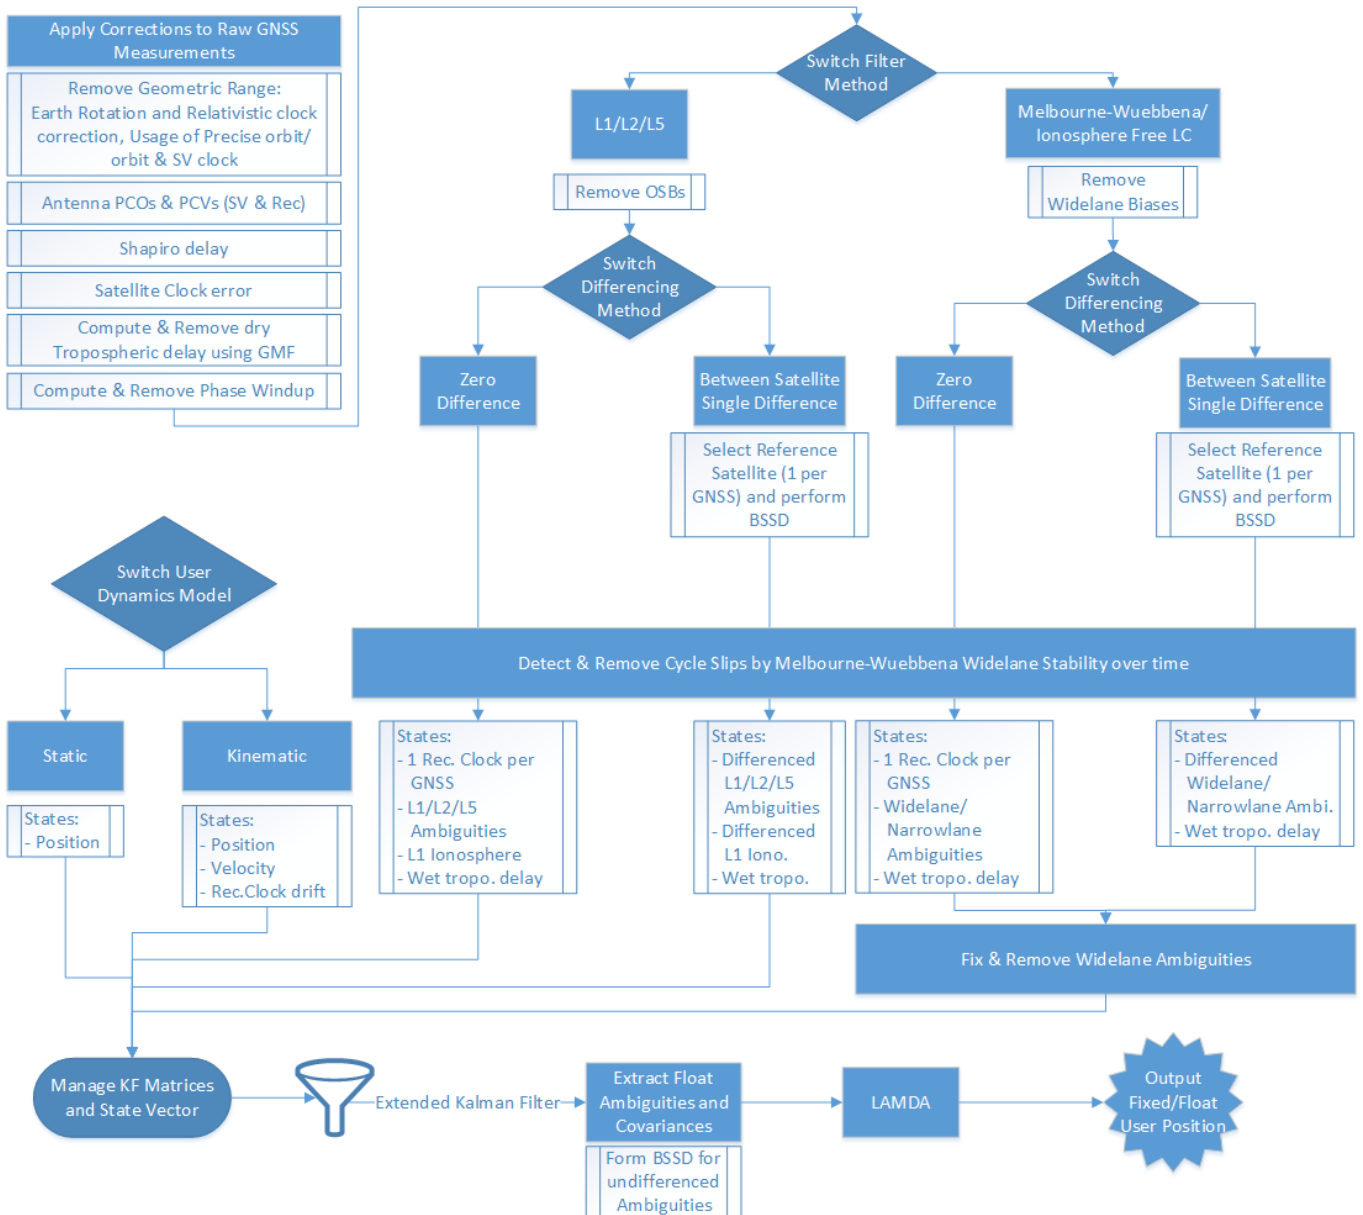 Apply Corrections to Raw GNSS
Measurements
Remove Geometric Range:
Earth Rotation and Relativistic clock
correction, Usage of Precise orbit/
orbit & SV clock
Antenna PCOs & PCVs (SV & Rec)
Shapiro delay
Satellite Clock error
Compute & Remove dry
Tropospheric delay using GMF
Compute & Remove Phase Windup
Switch Filter
Method
L1/L2/L5
Remove OSBs
Switch
Differencing
Method
Zero
Difference
Between Satellite
Single Difference
Select Reference
Satellite (1 per
GNSS) and perform
BSSD
Melbourne-Wuebbena/
Ionosphere Free LC
Remove
Widelane Biases
Switch
Differencing
Method
Zero
Difference
Between Satellite
Single Difference
Select Reference
Satellite (1 per
GNSS) and perform
BSSD
Switch User
Dynamics Model
Static
States:
- Position
Kinematic
States:
- Position
- Velocity
- Rec.Clock drift
Detect & Remove Cycle Slips by Melbourne-Wuebbena Widelane Stability over time
States:
- 1 Rec. Clock per
GNSS
- L1/L2/L5
Ambiguities
- L1 Ionosphere
- Wet tropo. delay
States:
- Differenced
L1/L2/L5
Ambiguities
- Differenced
L1 Iono.
- Wet tropo.
States:
- 1 Rec. Clock per
GNSS
- Widelane/
Narrowlane
Ambiguities
- Wet tropo. delay
States:
- Differenced
Widelane/
Narrowlane Ambi.
- Wet tropo. delay
Fix & Remove Widelane Ambiguities
Manage KF Matrices
and State Vector
Extended Kalman Filter
Extract Float
Ambiguities and
Covariances
Form BSSD for
undifferenced
Ambiguities
LAMDA
Output
Fixed/Float
User Position